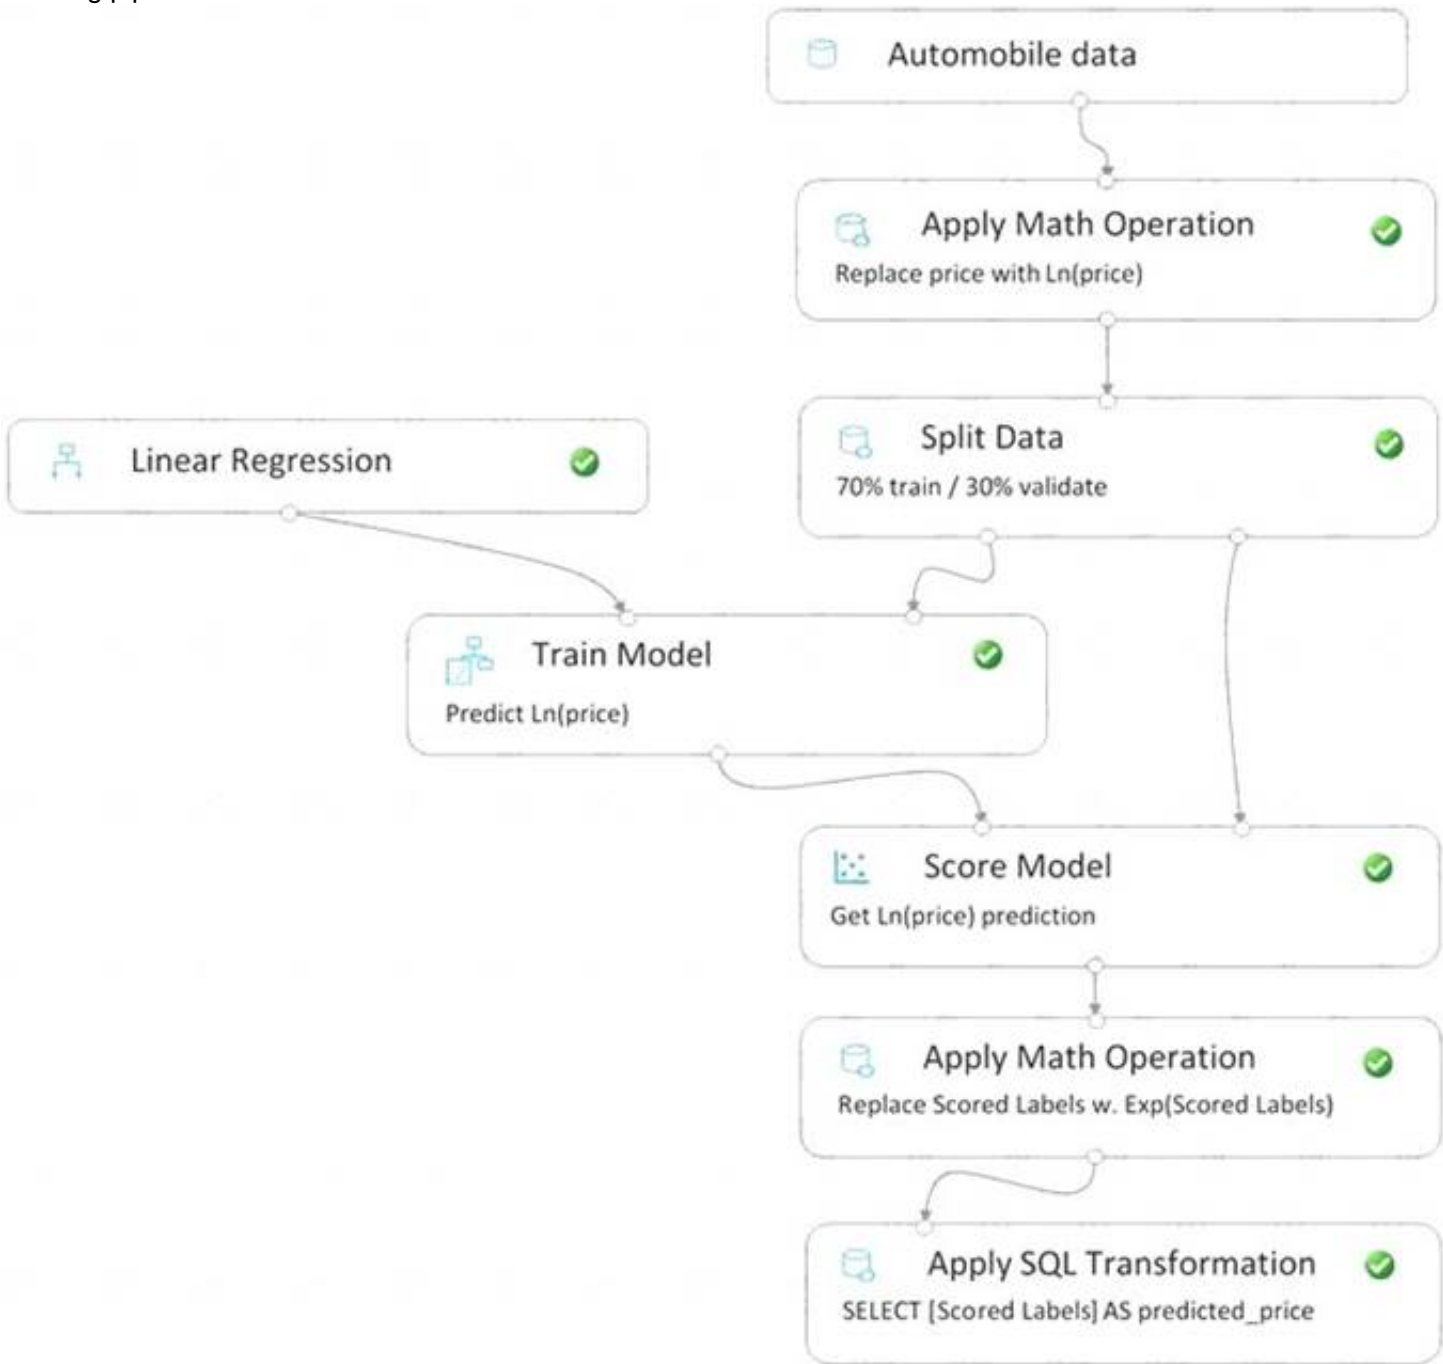 Automobile data
Apply Math Operation
Replace price with Ln(price)
Linear Regression
Split Data
70% train / 30% validate
Train Model
Predict Ln(price)
Score Model
Get Ln(price) prediction
Apply Math Operation
Replace Scored Labels w. Exp(Scored Labels)
Apply SQL Transformation
SELECT [Scored Labels] AS predicted_price